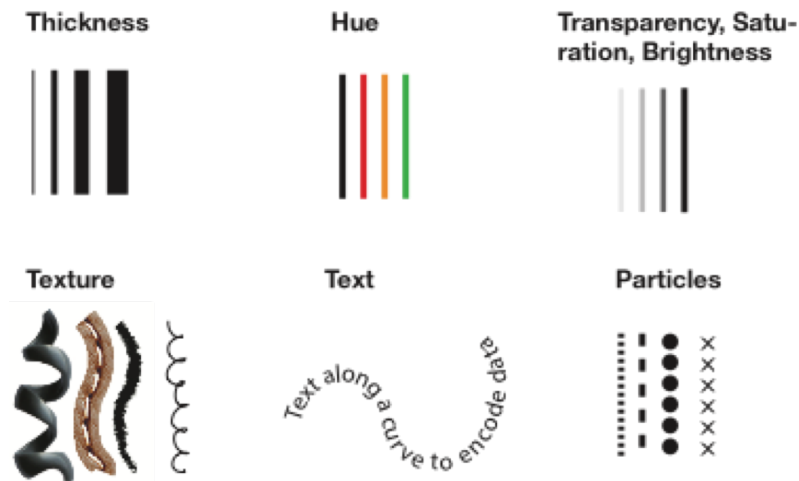 Thickness
Hue
Transparency, Satu-
ration, Brightness
Texture
Text
Particles
Text along a curve to encode data